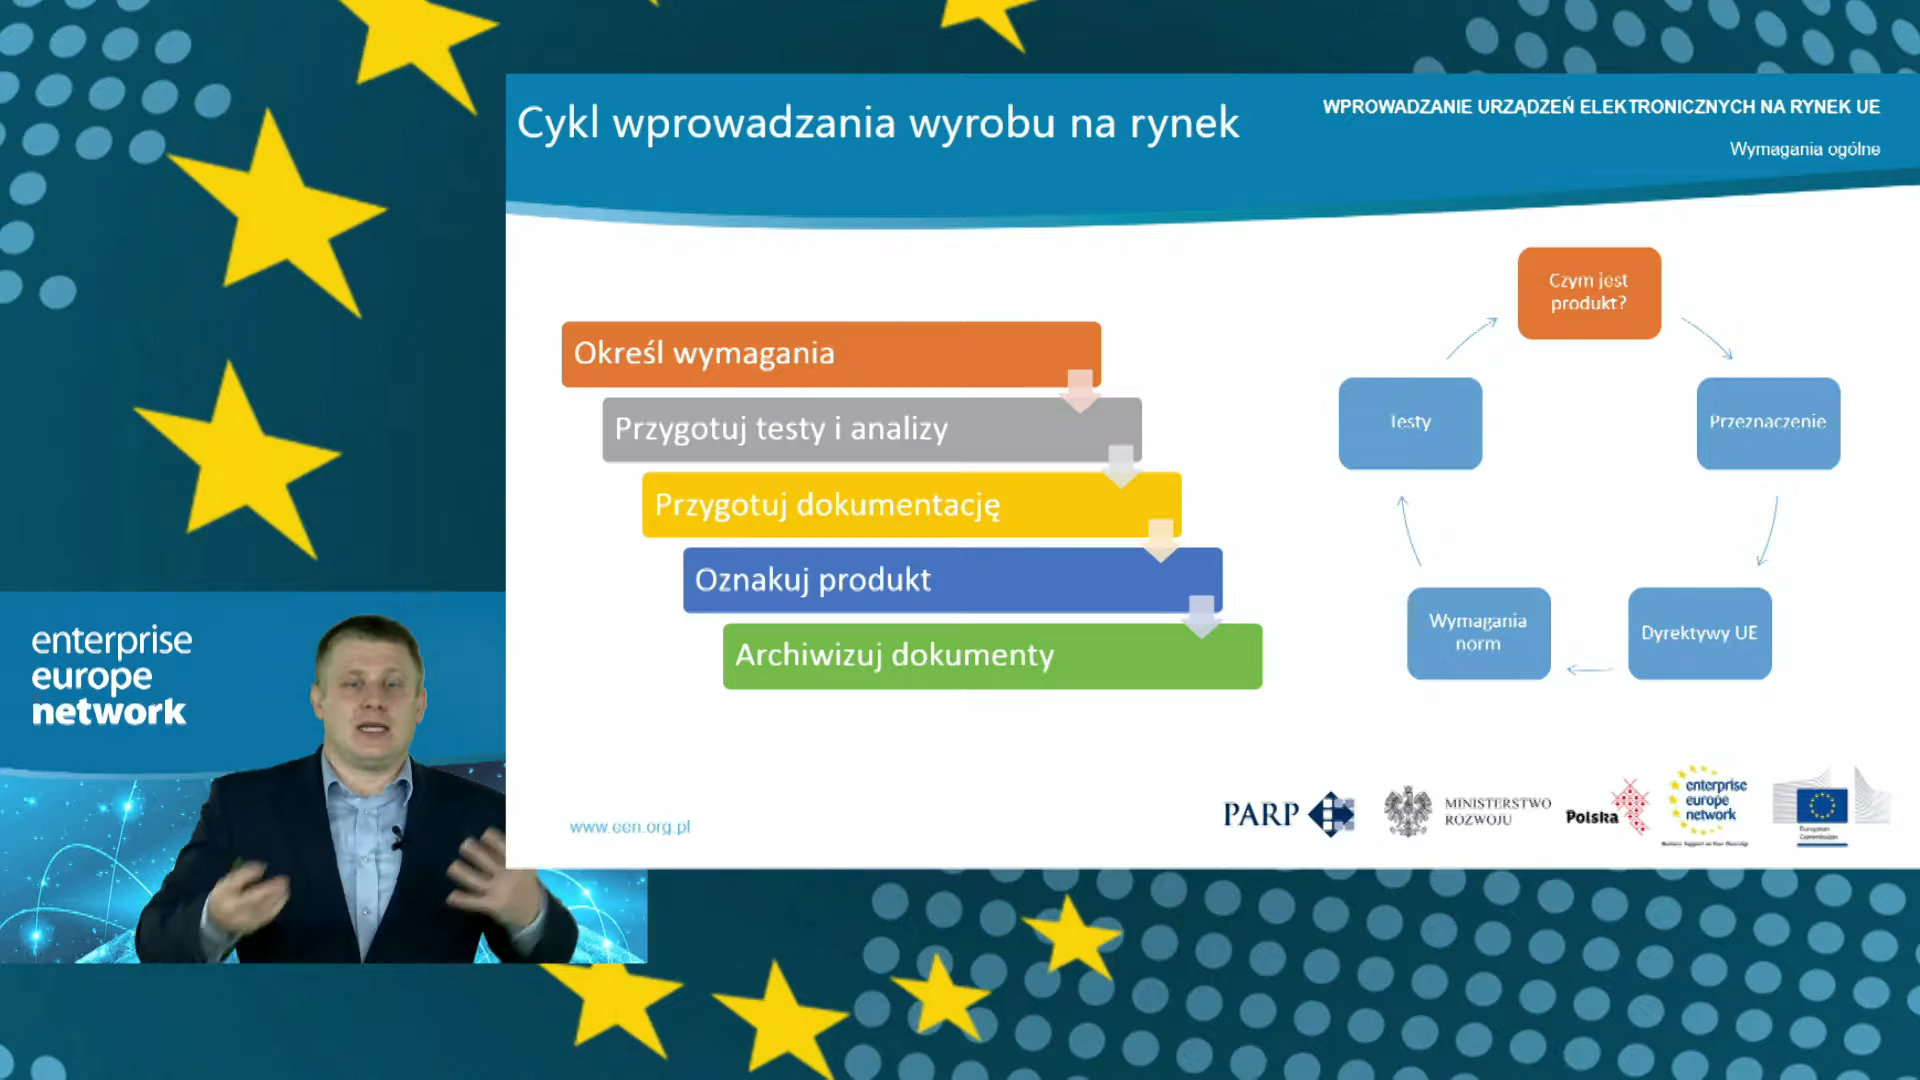 Cykl wprowadzania wyrobu na rynek
WPROWADZANIE URZĄDZEŃ ELEKTRONICZNYCH NA RYNEK UE
Wymagania ogólne
Określ wymagania
Przygotuj testy i analizy
Przygotuj dokumentację
Oznakuj produkt
Archiwizuj dokumenty
Czym jest
produkt?
Przeznaczenie
Dyrektywy UE
Wymagania
norm
Testy
enterprise
europe
network
www.een.org.pl
PARP
MINISTERSTWO
ROZWOJU
Polska
enterprise
europe
network
European
Commission